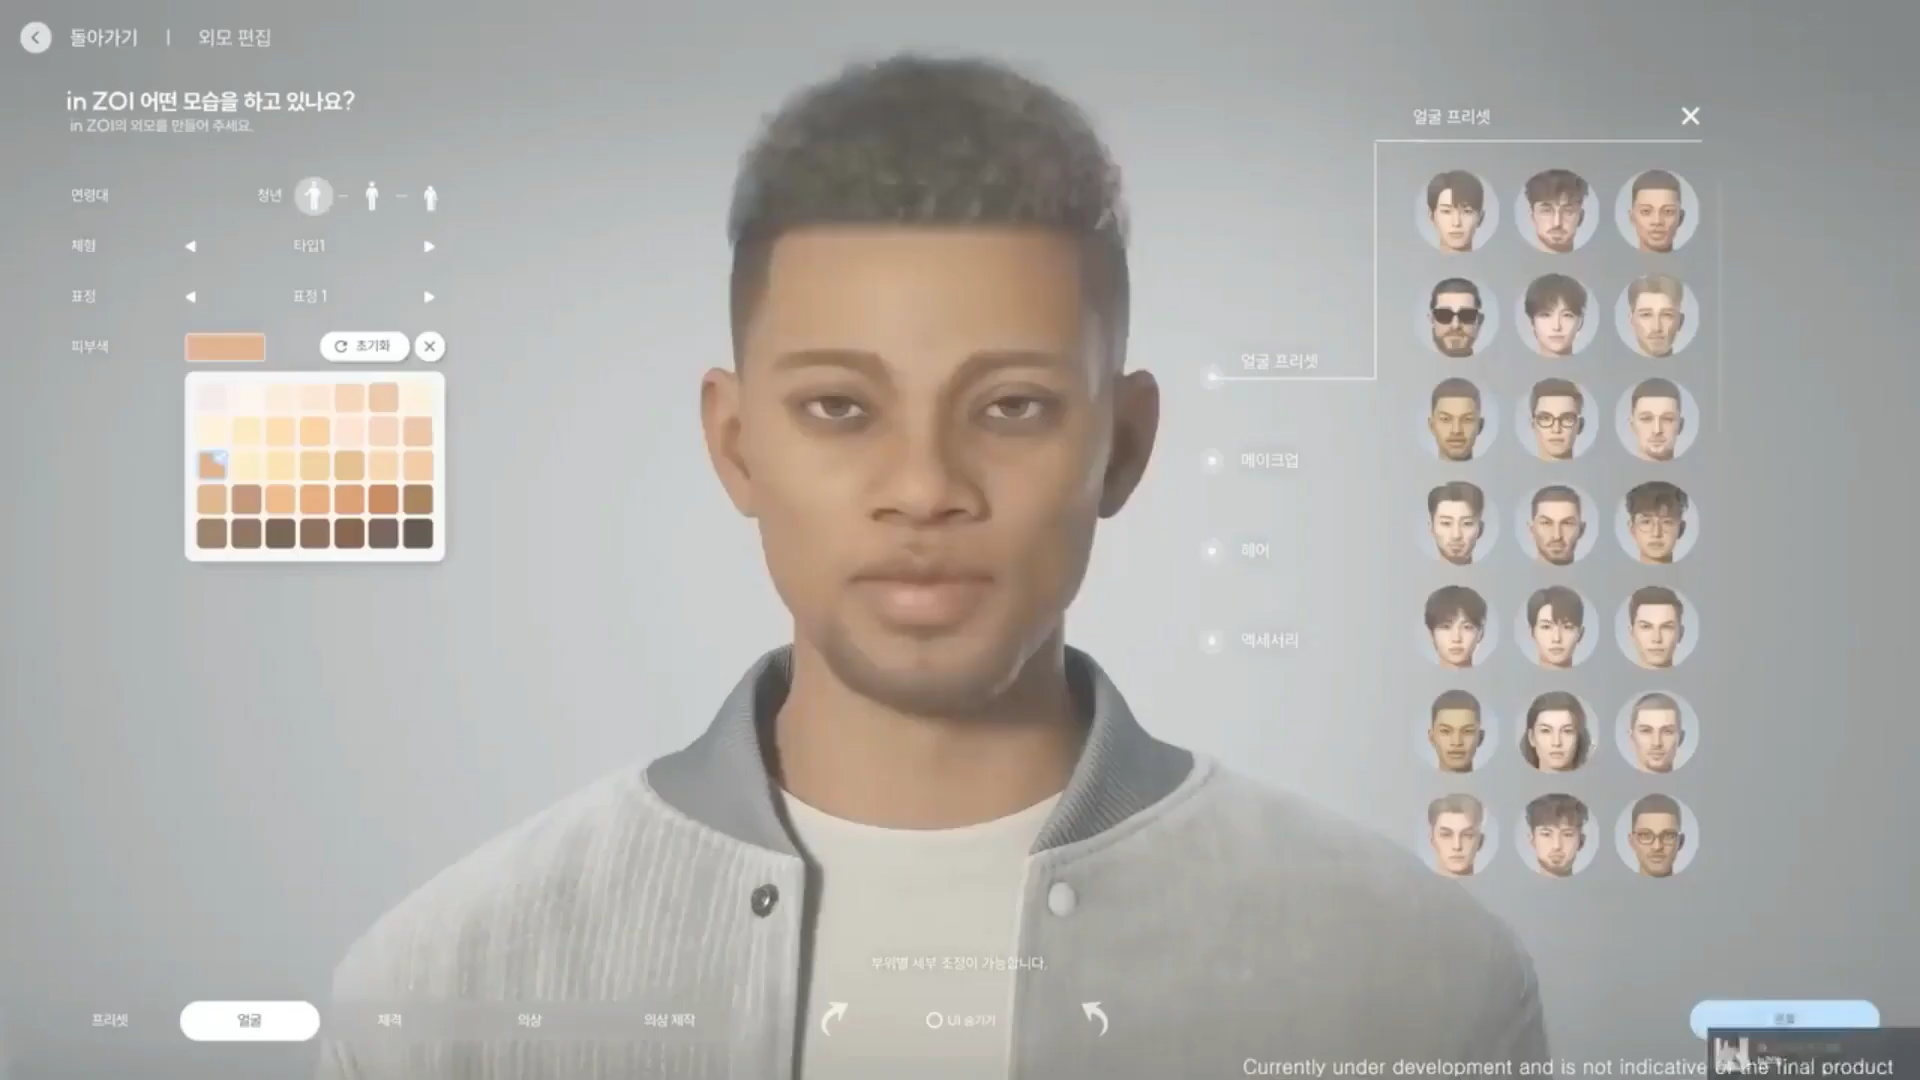 돌아가기 | 외모 편집
in ZOI 어떤 모습을 하고 있나요?
in ZOI의 외모를 만들어 주세요.
연령대 청년
체형 타입1
표정 표정 1
피부색 초기화
얼굴 프리셋
얼굴 프리셋
메이크업
헤어
액세서리
부위별 세부 조정이 가능합니다.
프리셋 얼굴 체격 의상 의상 제작 UI 숨기기
Currently under development and is not indicative of the final product